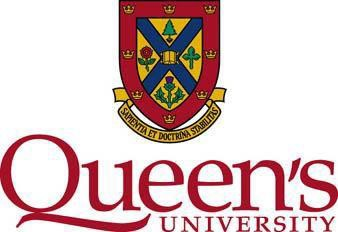 SAPIENTIA ET DOCTRINA STABILITAS
Queen's
UNIVERSITY